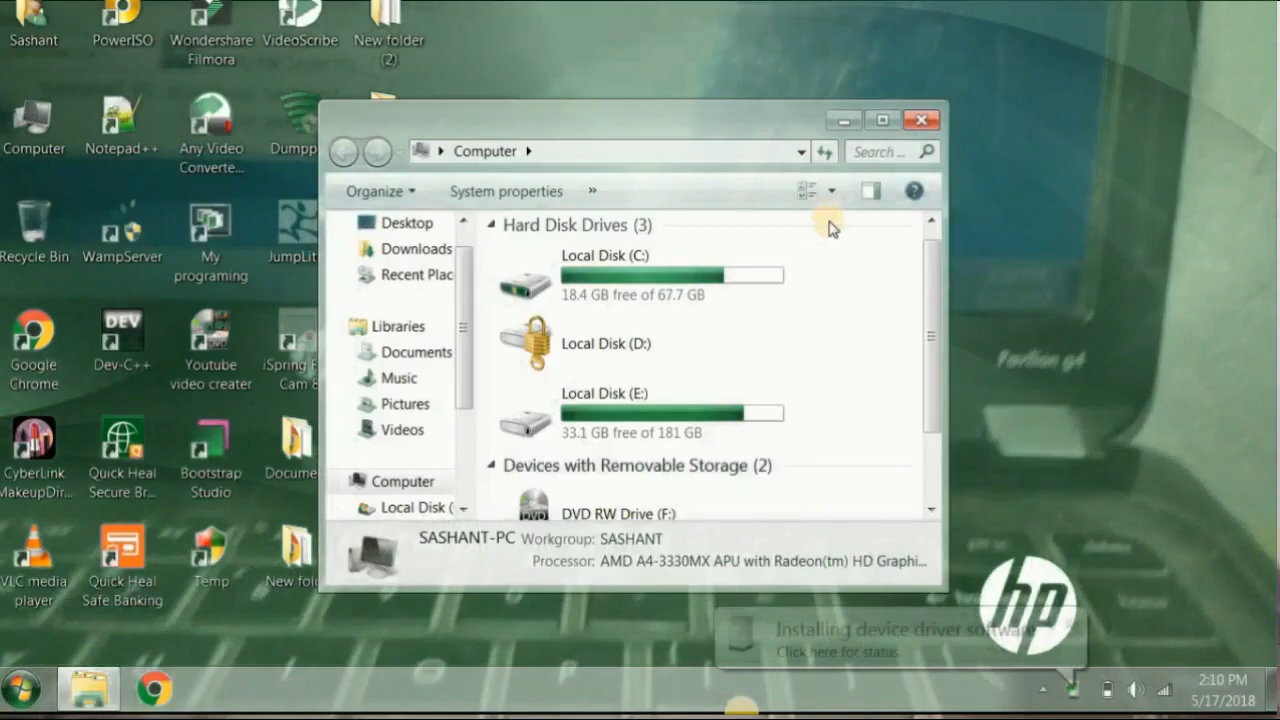 Sashant
PowerISO
Wondershare
Filmora
VideoScribe
New folder
(2)
Computer
Notepad++
Any Video
Converte...
Dumpp
Recycle Bin
WampServer
My
programing
JumpLit
Google
Chrome
Dev-C++
DEV
Youtube
video creater
iSpring F
Cam &
CyberLink
MakeupDir...
Quick Heal
Secure Br...
Bootstrap
Studio
Docume
VLC media
player
Quick Heal
Safe Banking
Temp
New fol
Computer
Search ...
Organize
System properties
»
Desktop
Downloads
Recent Plac
Libraries
Documents
Music
Pictures
Videos
Computer
Local Disk (
Hard Disk Drives (3)
Local Disk (C:)
18.4 GB free of 67.7 GB
Local Disk (D:)
Local Disk (E:)
33.1 GB free of 181 GB
Devices with Removable Storage (2)
DVD
DVD RW Drive (F:)
SASHANT-PC Workgroup: SASHANT
Processor: AMD A4-3330MX APU with Radeon(tm) HD Graphi...
Pavilion g4
hp
Installing device driver software
Click here for status
2:10 PM
5/17/2018